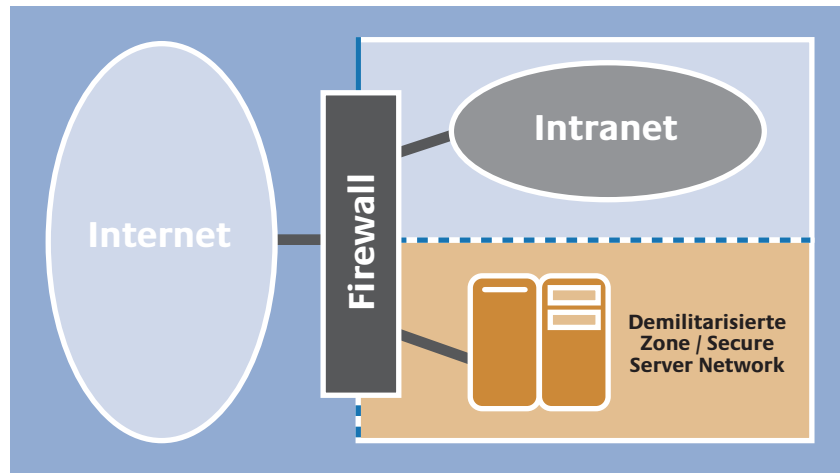 Internet
Firewall
Intranet
Demilitarisierte
Zone / Secure
Server Network